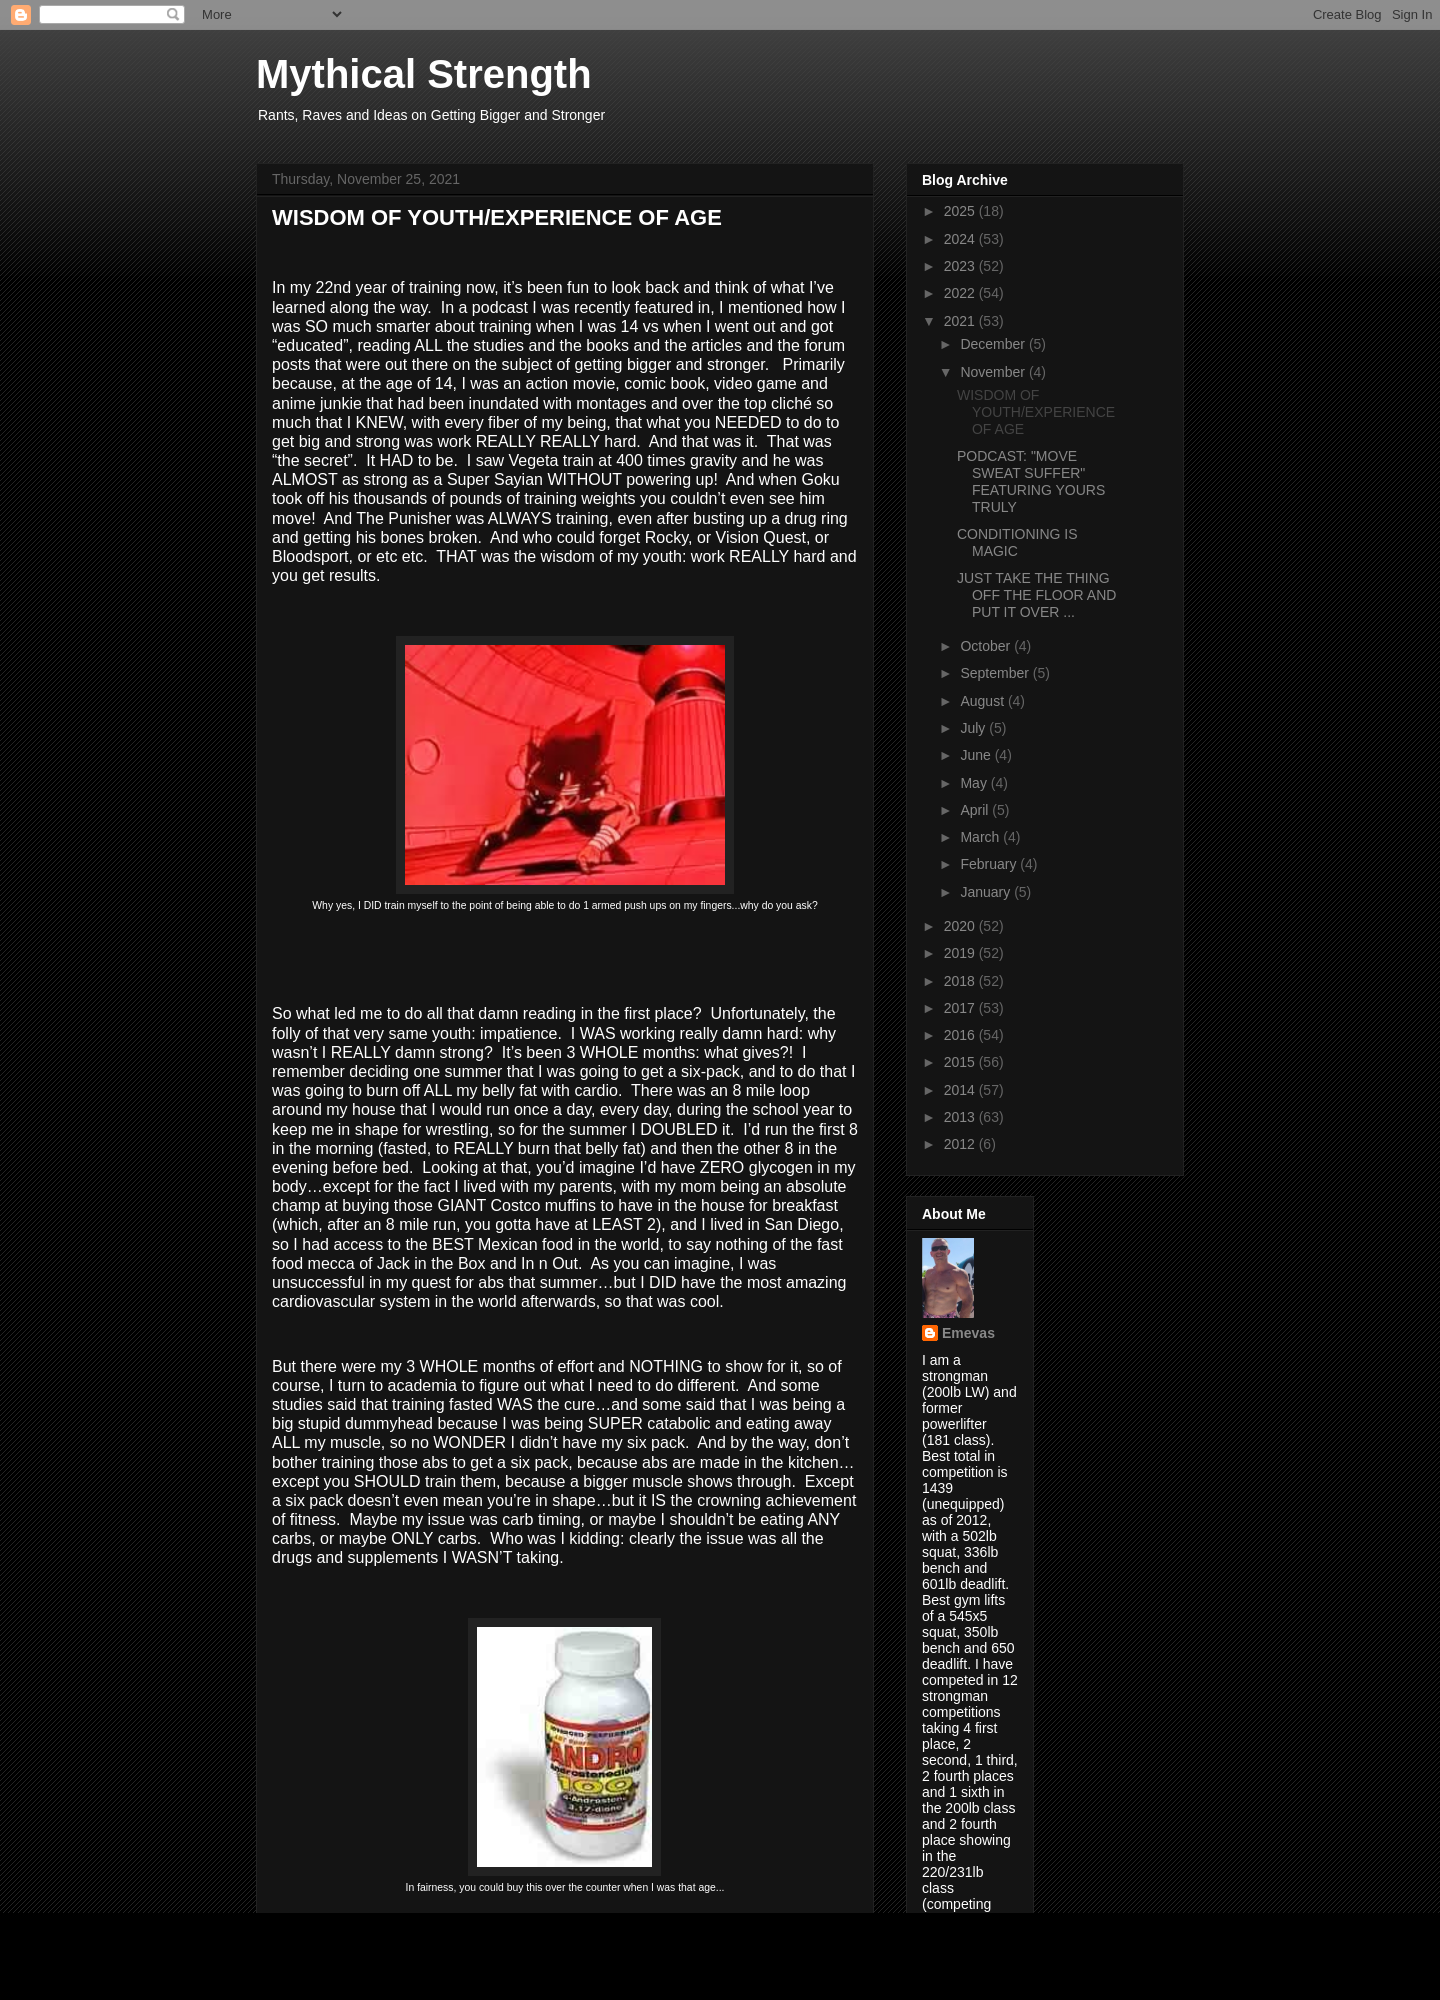 More
Create Blog Sign In
Mythical Strength
Rants, Raves and Ideas on Getting Bigger and Stronger
Thursday, November 25, 2021
WISDOM OF YOUTH/EXPERIENCE OF AGE
In my 22nd year of training now, it’s been fun to look back and think of what I’ve
learned along the way.  In a podcast I was recently featured in, I mentioned how I
was SO much smarter about training when I was 14 vs when I went out and got
“educated”, reading ALL the studies and the books and the articles and the forum
posts that were out there on the subject of getting bigger and stronger.   Primarily
because, at the age of 14, I was an action movie, comic book, video game and
anime junkie that had been inundated with montages and over the top cliché so
much that I KNEW, with every fiber of my being, that what you NEEDED to do to
get big and strong was work REALLY REALLY hard.  And that was it.  That was
“the secret”.  It HAD to be.  I saw Vegeta train at 400 times gravity and he was
ALMOST as strong as a Super Sayian WITHOUT powering up!  And when Goku
took off his thousands of pounds of training weights you couldn’t even see him
move!  And The Punisher was ALWAYS training, even after busting up a drug ring
and getting his bones broken.  And who could forget Rocky, or Vision Quest, or
Bloodsport, or etc etc.  THAT was the wisdom of my youth: work REALLY hard and
you get results.
Why yes, I DID train myself to the point of being able to do 1 armed push ups on my fingers...why do you ask?
So what led me to do all that damn reading in the first place?  Unfortunately, the
folly of that very same youth: impatience.  I WAS working really damn hard: why
wasn’t I REALLY damn strong?  It’s been 3 WHOLE months: what gives?!  I
remember deciding one summer that I was going to get a six-pack, and to do that I
was going to burn off ALL my belly fat with cardio.  There was an 8 mile loop
around my house that I would run once a day, every day, during the school year to
keep me in shape for wrestling, so for the summer I DOUBLED it.  I’d run the first 8
in the morning (fasted, to REALLY burn that belly fat) and then the other 8 in the
evening before bed.  Looking at that, you’d imagine I’d have ZERO glycogen in my
body…except for the fact I lived with my parents, with my mom being an absolute
champ at buying those GIANT Costco muffins to have in the house for breakfast
(which, after an 8 mile run, you gotta have at LEAST 2), and I lived in San Diego,
so I had access to the BEST Mexican food in the world, to say nothing of the fast
food mecca of Jack in the Box and In n Out.  As you can imagine, I was
unsuccessful in my quest for abs that summer…but I DID have the most amazing
cardiovascular system in the world afterwards, so that was cool.
But there were my 3 WHOLE months of effort and NOTHING to show for it, so of
course, I turn to academia to figure out what I need to do different.  And some
studies said that training fasted WAS the cure…and some said that I was being a
big stupid dummyhead because I was being SUPER catabolic and eating away
ALL my muscle, so no WONDER I didn’t have my six pack.  And by the way, don’t
bother training those abs to get a six pack, because abs are made in the kitchen…
except you SHOULD train them, because a bigger muscle shows through.  Except
a six pack doesn’t even mean you’re in shape…but it IS the crowning achievement
of fitness.  Maybe my issue was carb timing, or maybe I shouldn’t be eating ANY
carbs, or maybe ONLY carbs.  Who was I kidding: clearly the issue was all the
drugs and supplements I WASN’T taking.
ANDRO
androstenedione
100
4-Androstene
3,17-dione
In fairness, you could buy this over the counter when I was that age...
Blog Archive
► 2025 (18)
► 2024 (53)
► 2023 (52)
► 2022 (54)
▼ 2021 (53)
► December (5)
▼ November (4)
WISDOM OF
YOUTH/EXPERIENCE
OF AGE
PODCAST: "MOVE
SWEAT SUFFER"
FEATURING YOURS
TRULY
CONDITIONING IS
MAGIC
JUST TAKE THE THING
OFF THE FLOOR AND
PUT IT OVER ...
► October (4)
► September (5)
► August (4)
► July (5)
► June (4)
► May (4)
► April (5)
► March (4)
► February (4)
► January (5)
► 2020 (52)
► 2019 (52)
► 2018 (52)
► 2017 (53)
► 2016 (54)
► 2015 (56)
► 2014 (57)
► 2013 (63)
► 2012 (6)
About Me
Emevas
I am a
strongman
(200lb LW) and
former
powerlifter
(181 class).
Best total in
competition is
1439
(unequipped)
as of 2012,
with a 502lb
squat, 336lb
bench and
601lb deadlift.
Best gym lifts
of a 545x5
squat, 350lb
bench and 650
deadlift. I have
competed in 12
strongman
competitions
taking 4 first
place, 2
second, 1 third,
2 fourth places
and 1 sixth in
the 200lb class
and 2 fourth
place showing
in the
220/231lb
class
(competing